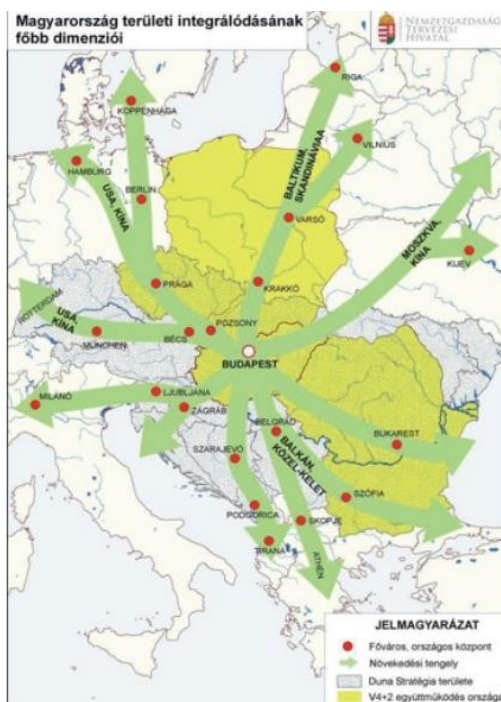 Magyarország területi integrálódásának
főbb dimenziói
NEMZETGAZDASÁGI
TERVEZÉSI
HIVATAL
RIGA
KOPPENHÁGA
VILNIUS
HAMBURG
BALTIKUM,
SKANDINÁVIAA
BERLIN
USA, KÍNA
VARSÓ
MOSZKVA,
KÍNA
KIJEV
PRÁGA
KRAKKÓ
ROTTERDAM
USA,
KÍNA
POZSONY
BÉCS
MÜNCHEN
BUDAPEST
MILÁNÓ
LJUBLJANA
ZÁGRÁB
BELGRÁD
BUKAREST
SZARAJEVÓ
BALKÁN,
KÖZEL-KELET
SZÓFIA
PODGORICA
SKOPJE
TIRANA
ATHÉN
JELMAGYARÁZAT
Főváros, országos központ
Növekedési tengely
Duna Stratégia területe
V4+2 együttműködés országa